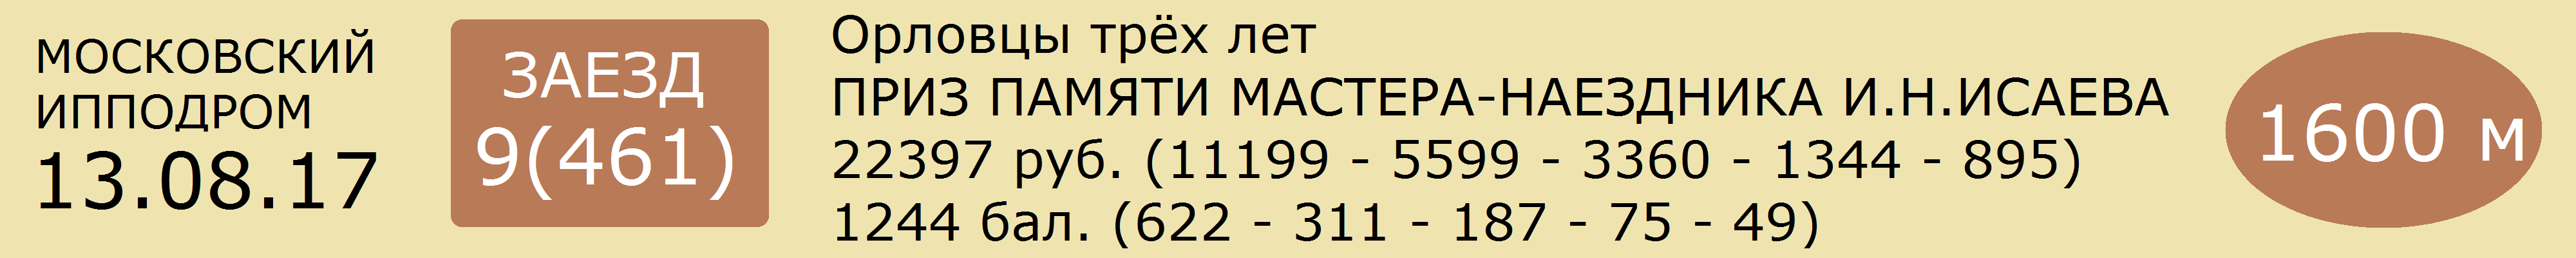 МОСКОВСКИЙ
ИППОДРОМ
13.08.17
ЗАЕЗД
9(461)
Орловцы трёх лет
ПРИЗ ПАМЯТИ МАСТЕРА-НАЕЗДНИКА И.Н.ИСАЕВА
22397 руб. (11199 - 5599 - 3360 - 1344 - 895)
1244 бал. (622 - 311 - 187 - 75 - 49)
1600 м